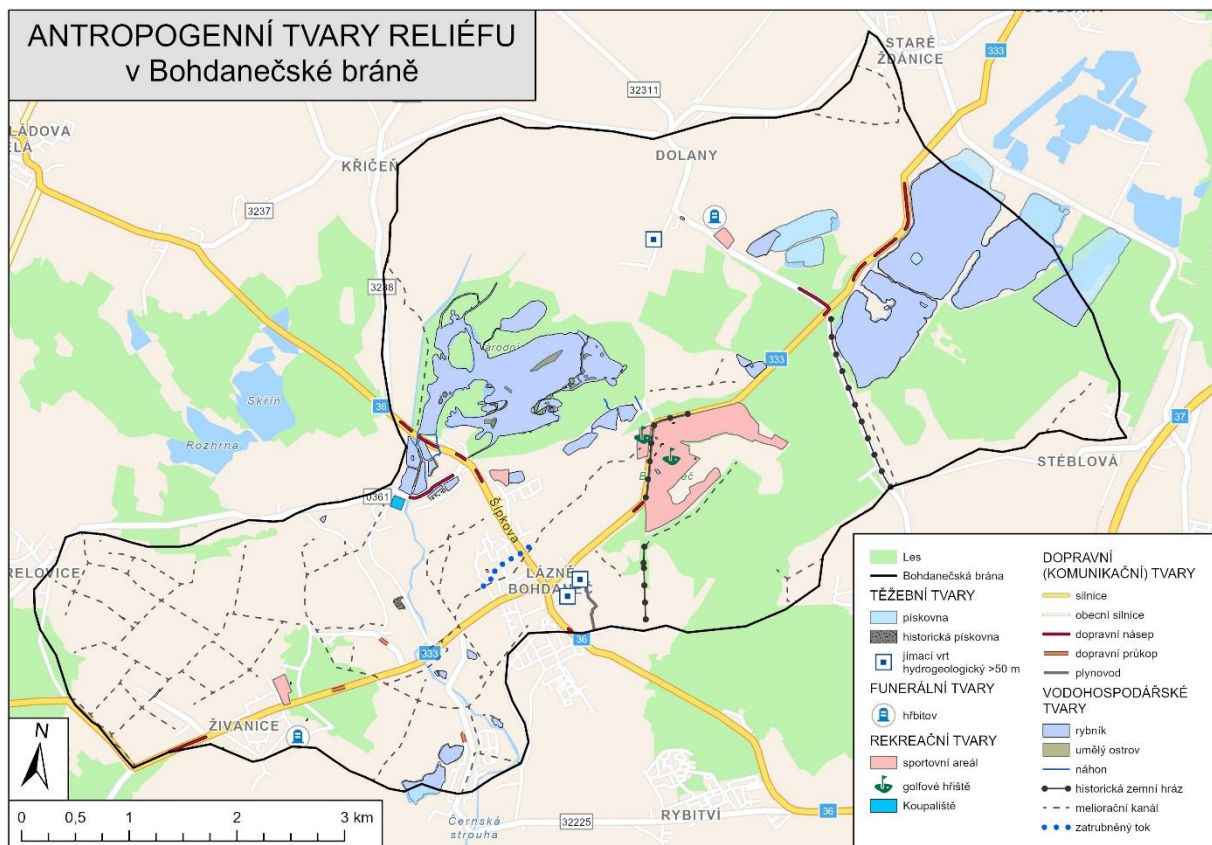 ANTROPOGENNÍ TVARY RELIÉFU
v Bohdanečské bráně
STARÉ
ŽDÁNICE
333
32311
LÁDOVA
ELÁ
KŘIČEŇ
DOLANY
3237
3238
Skříň
Rozhrna
36
333
37
STÉBLOVÁ
0361
Šípkova
LÁZNĚ
BOHDANEČ
RELOVICE
333
36
ŽIVANICE
Černská
strouha
32225
RYBITVÍ
36
N
0 0,5 1 2 3 km
Les
Bohdanečská brána
TĚŽEBNÍ TVARY
pískovna
historická pískovna
jímací vrt
hydrogeologický >50 m
FUNERÁLNÍ TVARY
hřbitov
REKREAČNÍ TVARY
sportovní areál
golfové hřiště
Koupaliště
DOPRAVNÍ
(KOMUNIKAČNÍ) TVARY
silnice
obecní silnice
dopravní násep
dopravní průkop
plynovod
VODOHOSPODÁŘSKÉ
TVARY
rybník
umělý ostrov
náhon
historická zemní hráz
meliorační kanál
zatrubněný tok